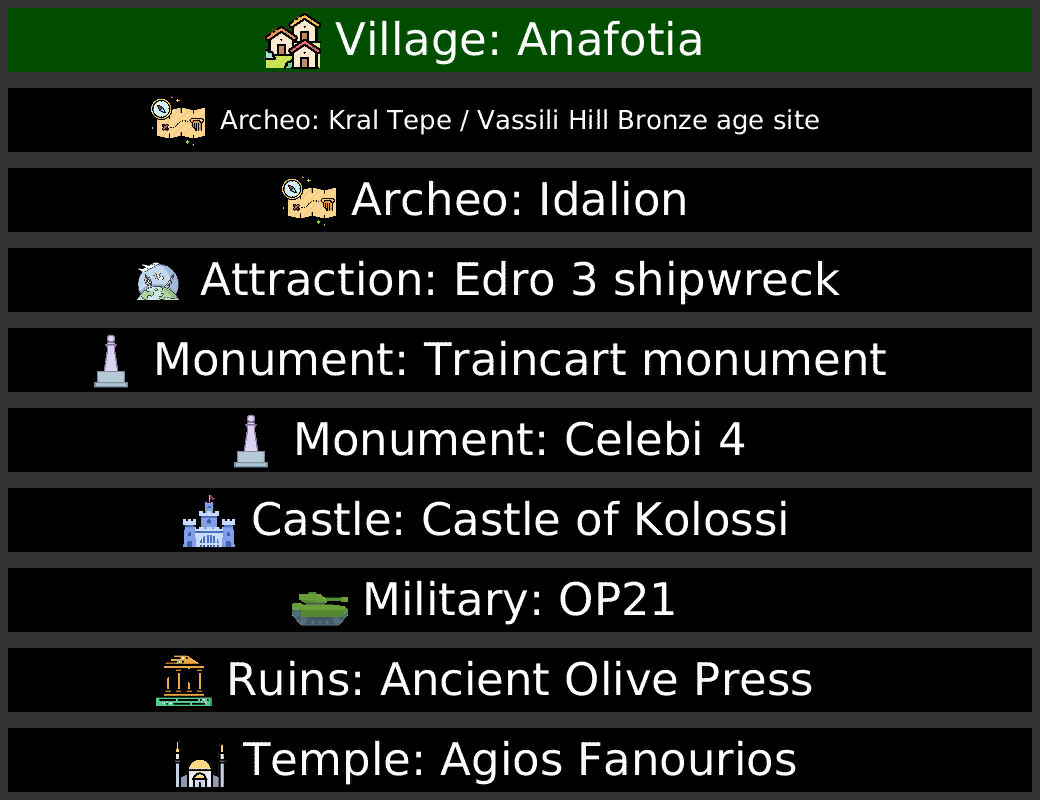 Village: Anafotia
Archeo: Kral Tepe / Vassili Hill Bronze age site
Archeo: Idalion
Attraction: Edro 3 shipwreck
Monument: Traincart monument
Monument: Celebi 4
Castle: Castle of Kolossi
Military: OP21
Ruins: Ancient Olive Press
Temple: Agios Fanourios